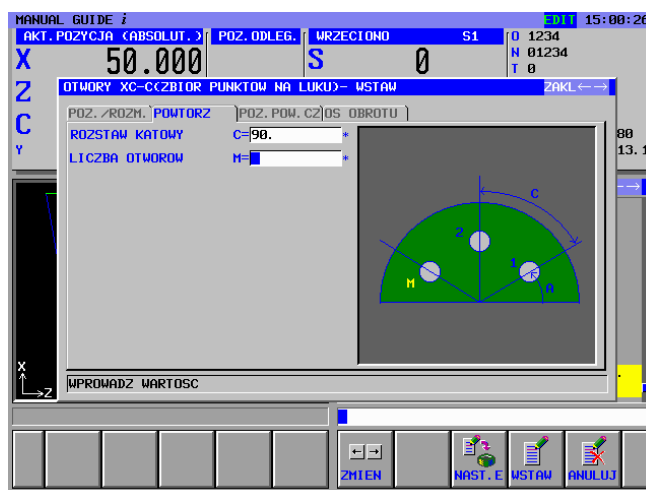 MANUAL GUIDE i EDIT 15:00:26
AKT.POZYCJA (ABSOLUT.) POZ.ODLEG. WRZECIONO S1 O 1234
X 50.000 S 0 N 01234
T 0
OTWORY XC-C(ZBIOR PUNKTOW NA LUKU)- WSTAW ZAKL←→
Z
POZ./ROZM. POWTORZ POZ. POW. CZ OS OBROTU
C
ROZSTAW KATOWY C=90. * 80
Y LICZBA OTWOROW M= * 13.1
→
C
2
1
M
A
X
→Z
WPROWADZ WARTOSC
←→
ZMIEN NAST.E WSTAW ANULUJ